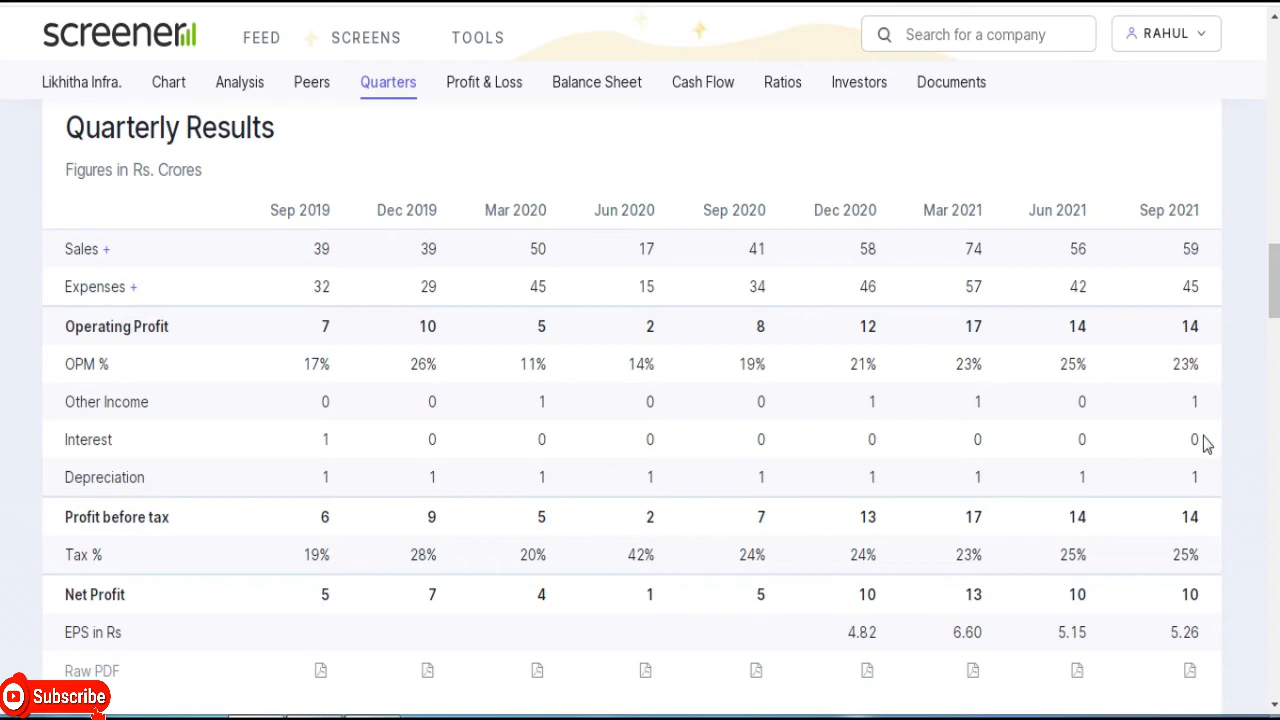 screener FEED SCREENS TOOLS Search for a company RAHUL
Likhitha Infra. Chart Analysis Peers Quarters Profit & Loss Balance Sheet Cash Flow Ratios Investors Documents
Quarterly Results
Figures in Rs. Crores
Sep 2019 Dec 2019 Mar 2020 Jun 2020 Sep 2020 Dec 2020 Mar 2021 Jun 2021 Sep 2021
Sales + 39 39 50 17 41 58 74 56 59
Expenses + 32 29 45 15 34 46 57 42 45
Operating Profit 7 10 5 2 8 12 17 14 14
OPM % 17% 26% 11% 14% 19% 21% 23% 25% 23%
Other Income 0 0 1 0 0 1 1 0 1
Interest 1 0 0 0 0 0 0 0 0
Depreciation 1 1 1 1 1 1 1 1 1
Profit before tax 6 9 5 2 7 13 17 14 14
Tax % 19% 28% 20% 42% 24% 24% 23% 25% 25%
Net Profit 5 7 4 1 5 10 13 10 10
EPS in Rs 4.82 6.60 5.15 5.26
Raw PDF
Subscribe